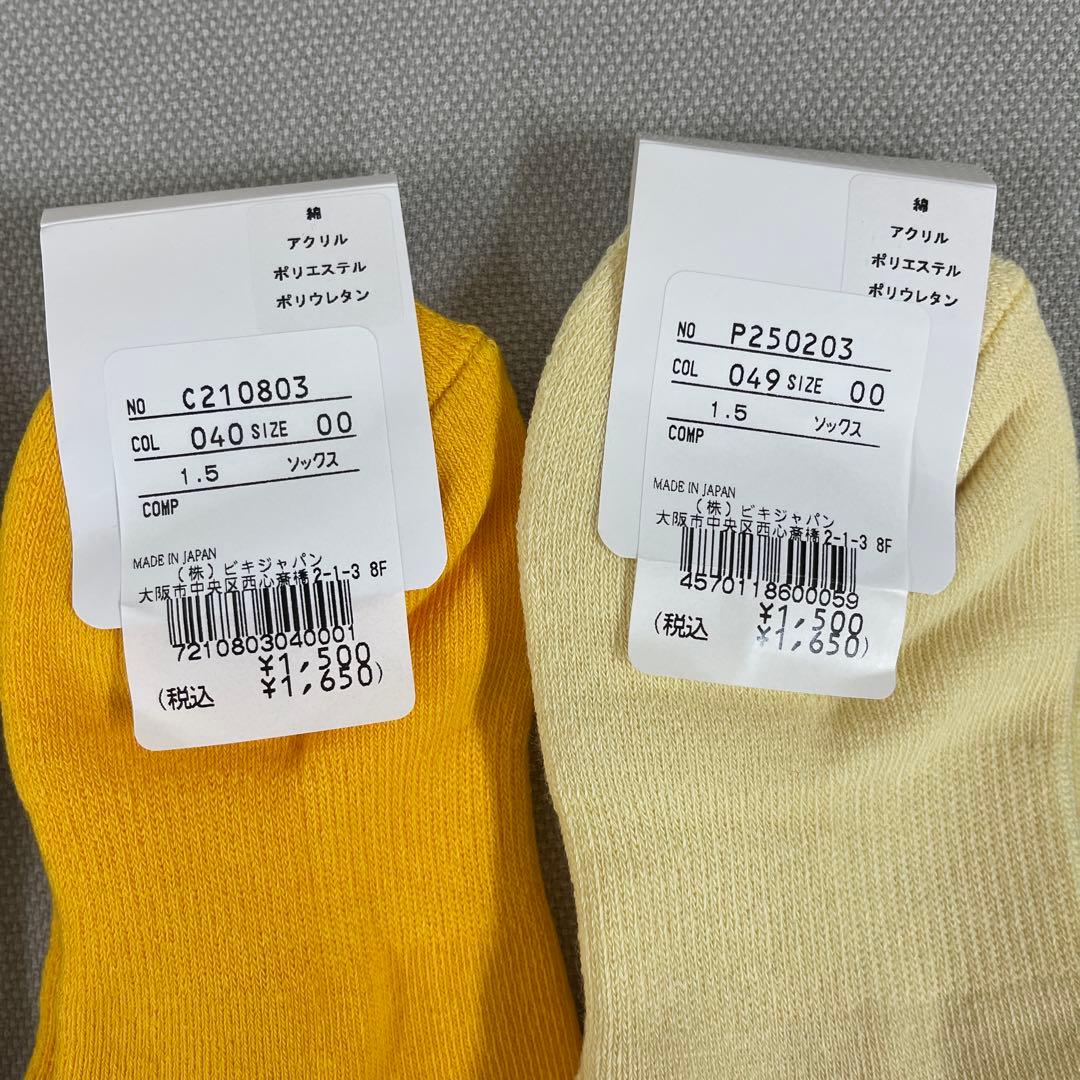 綿
アクリル
ポリエステル
ポリウレタン
NO C210803
COL 040 SIZE 00
1.5 ソックス
COMP
MADE IN JAPAN
(株)ビキジャパン
大阪市中央区西心斎橋2-1-3 8F
7210803040001
¥1,500
(税込 ¥1,650)
綿
アクリル
ポリエステル
ポリウレタン
NO P250203
COL 049 SIZE 00
1.5 ソックス
COMP
MADE IN JAPAN
(株)ビキジャパン
大阪市中央区西心斎橋2-1-3 8F
4570118600059
¥1,500
(税込 ¥1,650)